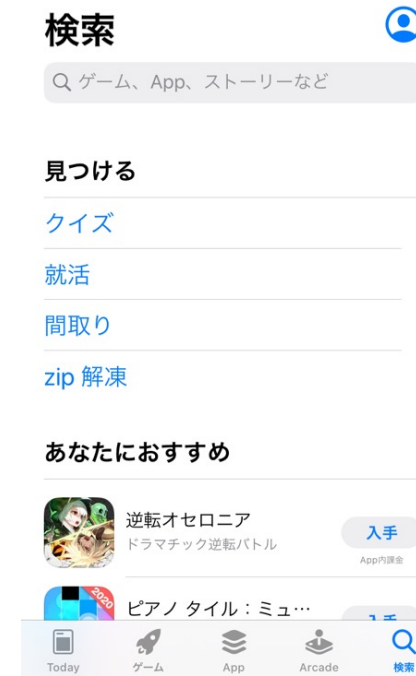 検索
ゲーム、App、ストーリーなど
見つける
クイズ
就活
間取り
zip 解凍
あなたにおすすめ
逆転オセロニア
ドラマチック逆転バトル
入手
App内課金
2020
ピアノ タイル：ミュ…
入手
Today
ゲーム
App
Arcade
検索